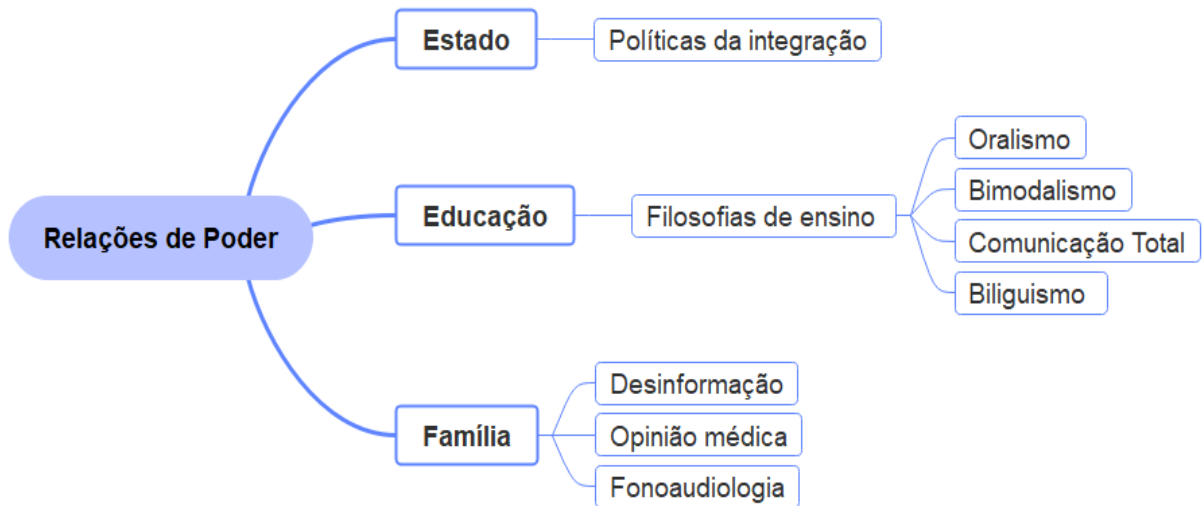 Relações de Poder
Estado
Políticas da integração
Educação
Filosofias de ensino
Oralismo
Bimodalismo
Comunicação Total
Biliguismo
Família
Desinformação
Opinião médica
Fonoaudiologia